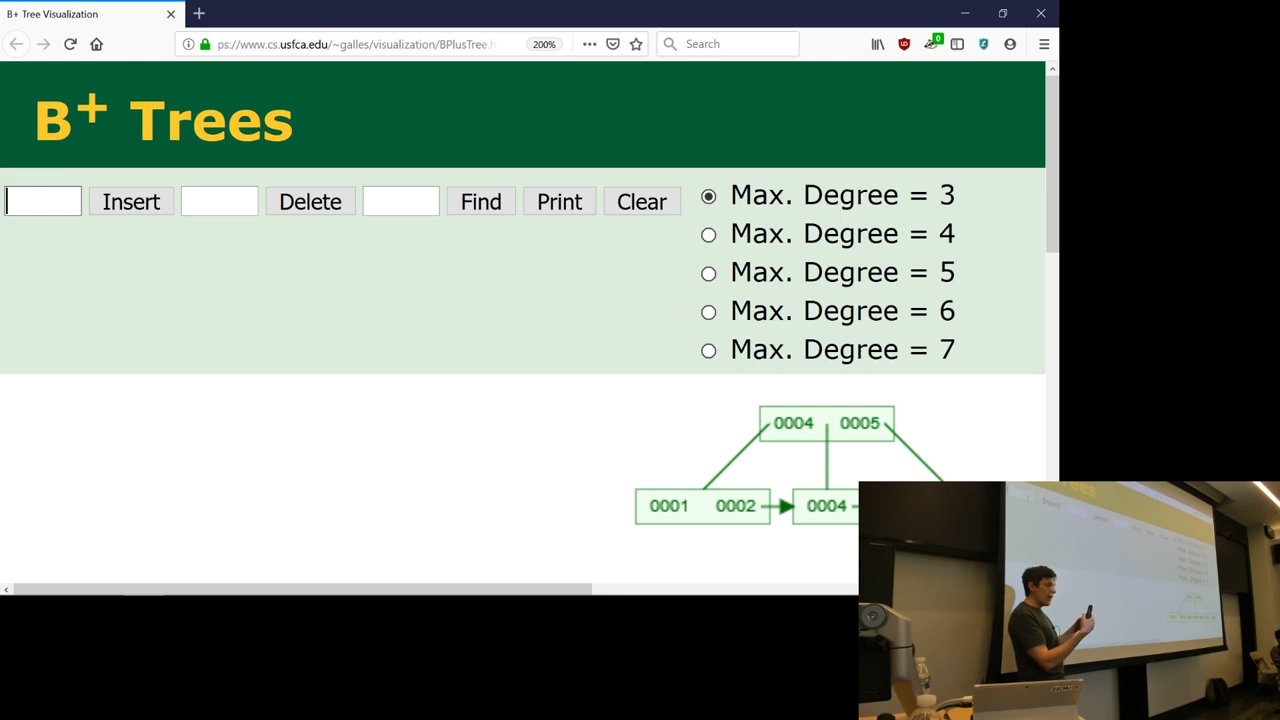 B+ Tree Visualization
ps://www.cs.usfca.edu/~galles/visualization/BPlusTree.h
200%
Search
0
B+ Trees
Insert Delete Find Print Clear
Max. Degree = 3
Max. Degree = 4
Max. Degree = 5
Max. Degree = 6
Max. Degree = 7
0004 0005
0001 0002 0004